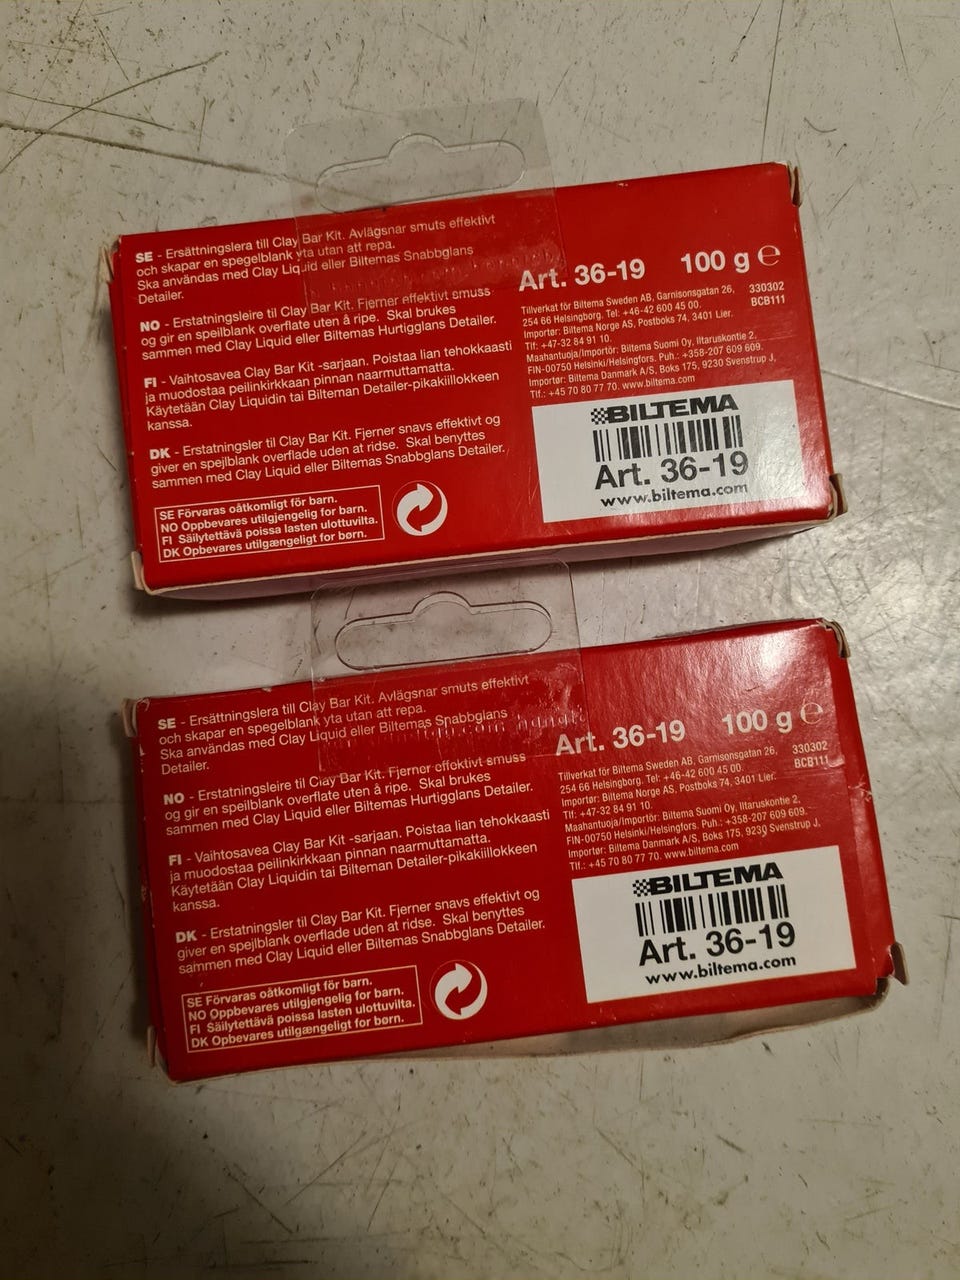 SE - Ersättningslera till Clay Bar Kit. Avlägsnar smuts effektivt
och skapar en spegelblank yta utan att repa.
Ska användas med Clay Liquid eller Biltemas Snabbglans
Detailer.
NO - Erstatningsleire til Clay Bar Kit. Fjerner effektivt smuss
og gir en speilblank overflate uten å ripe. Skal brukes
sammen med Clay Liquid eller Biltemas Hurtigglans Detailer.
FI - Vaihtosavea Clay Bar Kit -sarjaan. Poistaa lian tehokkaasti
ja muodostaa peilinkirkkaan pinnan naarmuttamatta.
Käytetään Clay Liquidin tai Bilteman Detailer-pikakiillokkeen
kanssa.
DK - Erstatningsler til Clay Bar Kit. Fjerner snavs effektivt og
giver en spejlblank overflade uden at ridse. Skal benyttes
sammen med Clay Liquid eller Biltemas Snabbglans Detailer.
SE Förvaras oåtkomligt för barn.
NO Oppbevares utilgjengelig for barn.
FI Säilytettävä poissa lasten ulottuvilta.
DK Opbevares utilgængeligt for børn.
Art. 36-19 100 g ℮
Tillverkat för Biltema Sweden AB, Garnisonsgatan 26,
254 66 Helsingborg. Tel: +46-42 600 45 00.
Importør: Biltema Norge AS, Postboks 74, 3401 Lier.
Tlf: +47-32 84 91 10.
Maahantuoja/Importör: Biltema Suomi Oy, Iltaruskontie 2,
FIN-00750 Helsinki/Helsingfors. Puh.: +358-207 609 609.
Importør: Biltema Danmark A/S, Boks 175, 9230 Svenstrup J,
Tlf.: +45 70 80 77 70. www.biltema.com
330302
BCB111
BILTEMA
Art. 36-19
www.biltema.com
SE - Ersättningslera till Clay Bar Kit. Avlägsnar smuts effektivt
och skapar en spegelblank yta utan att repa.
Ska användas med Clay Liquid eller Biltemas Snabbglans
Detailer.
NO - Erstatningsleire til Clay Bar Kit. Fjerner effektivt smuss
og gir en speilblank overflate uten å ripe. Skal brukes
sammen med Clay Liquid eller Biltemas Hurtigglans Detailer.
FI - Vaihtosavea Clay Bar Kit -sarjaan. Poistaa lian tehokkaasti
ja muodostaa peilinkirkkaan pinnan naarmuttamatta.
Käytetään Clay Liquidin tai Bilteman Detailer-pikakiillokkeen
kanssa.
DK - Erstatningsler til Clay Bar Kit. Fjerner snavs effektivt og
giver en spejlblank overflade uden at ridse. Skal benyttes
sammen med Clay Liquid eller Biltemas Snabbglans Detailer.
SE Förvaras oåtkomligt för barn.
NO Oppbevares utilgjengelig for barn.
FI Säilytettävä poissa lasten ulottuvilta.
DK Opbevares utilgængeligt for børn.
Art. 36-19 100 g ℮
Tillverkat för Biltema Sweden AB, Garnisonsgatan 26,
254 66 Helsingborg. Tel: +46-42 600 45 00
Importør: Biltema Norge AS, Postboks 74, 3401 Lier.
Tlf: +47-32 84 91 10.
Maahantuoja/Importör: Biltema Suomi Oy, Iltaruskontie 2,
FIN-00750 Helsinki/Helsingfors. Puh.: +358-207 609 609.
Importør: Biltema Danmark A/S, Boks 175, 9230 Svenstrup J,
Tlf.: +45 70 80 77 70. www.biltema.com
330302
BCB111
BILTEMA
Art. 36-19
www.biltema.com